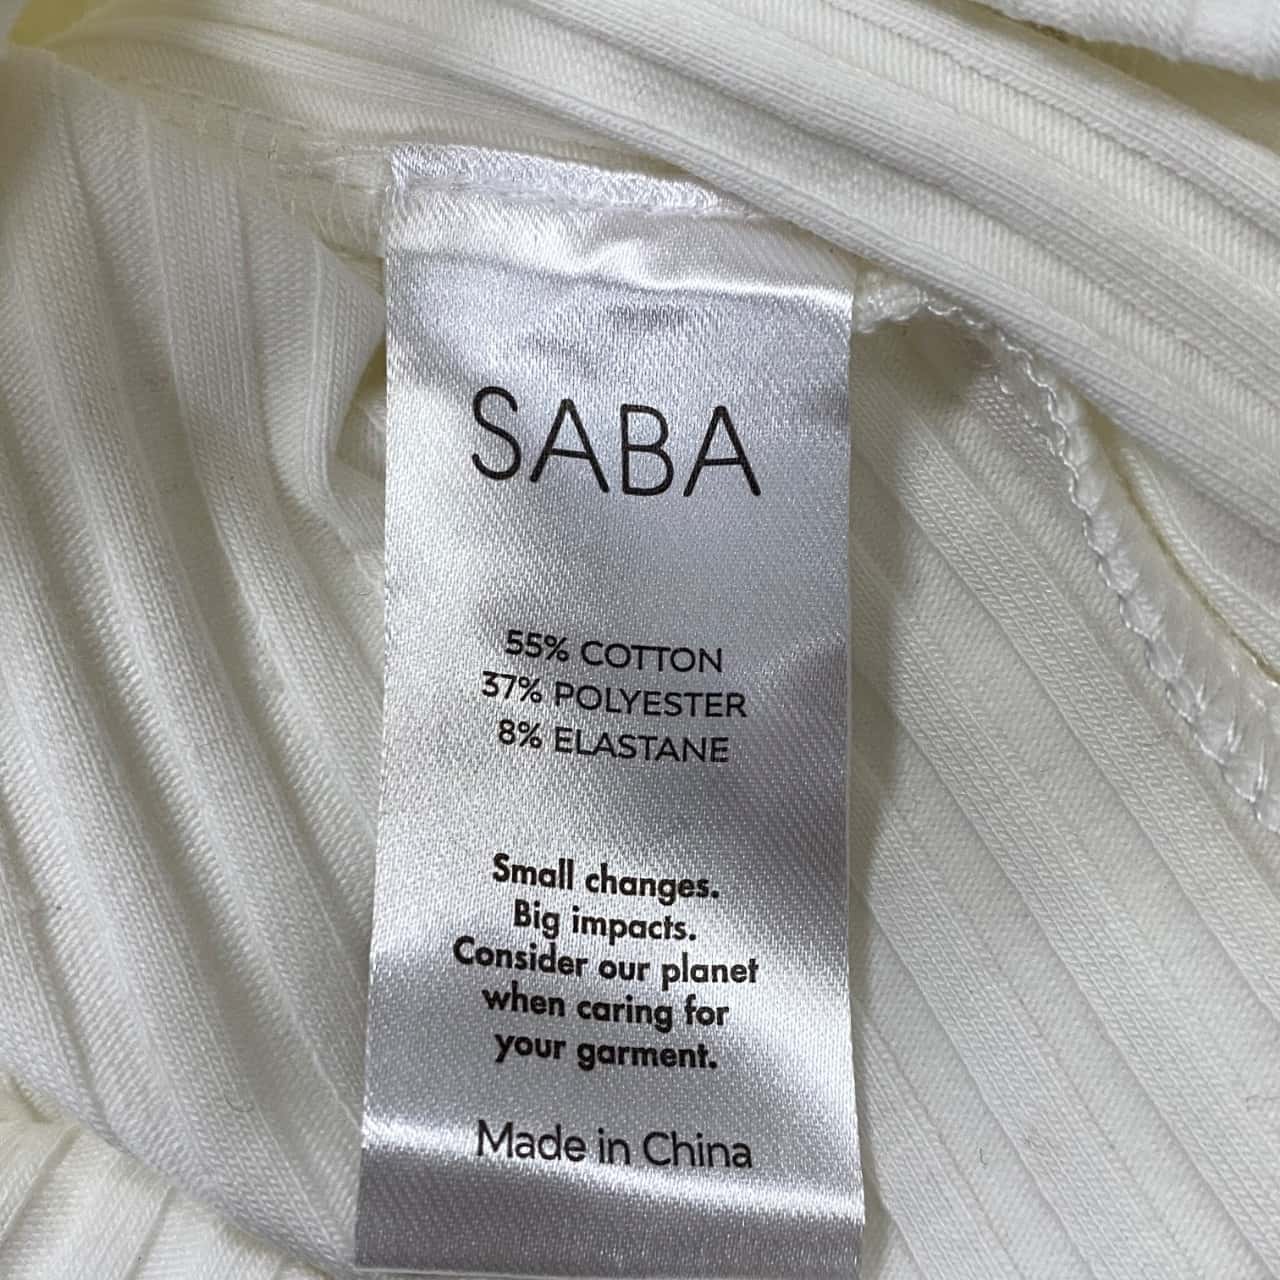 SABA
55% COTTON
37% POLYESTER
8% ELASTANE
Small changes.
Big impacts.
Consider our planet
when caring for
your garment.
Made in China